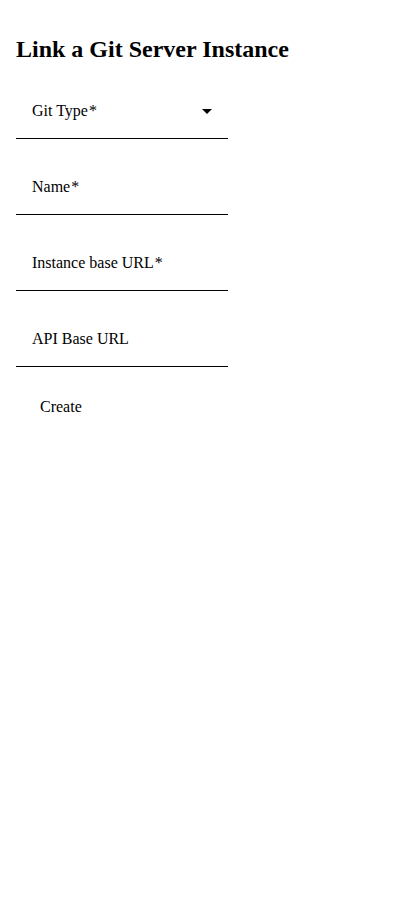 Link a Git Server Instance
Git Type*
Name*
Instance base URL*
API Base URL
Create